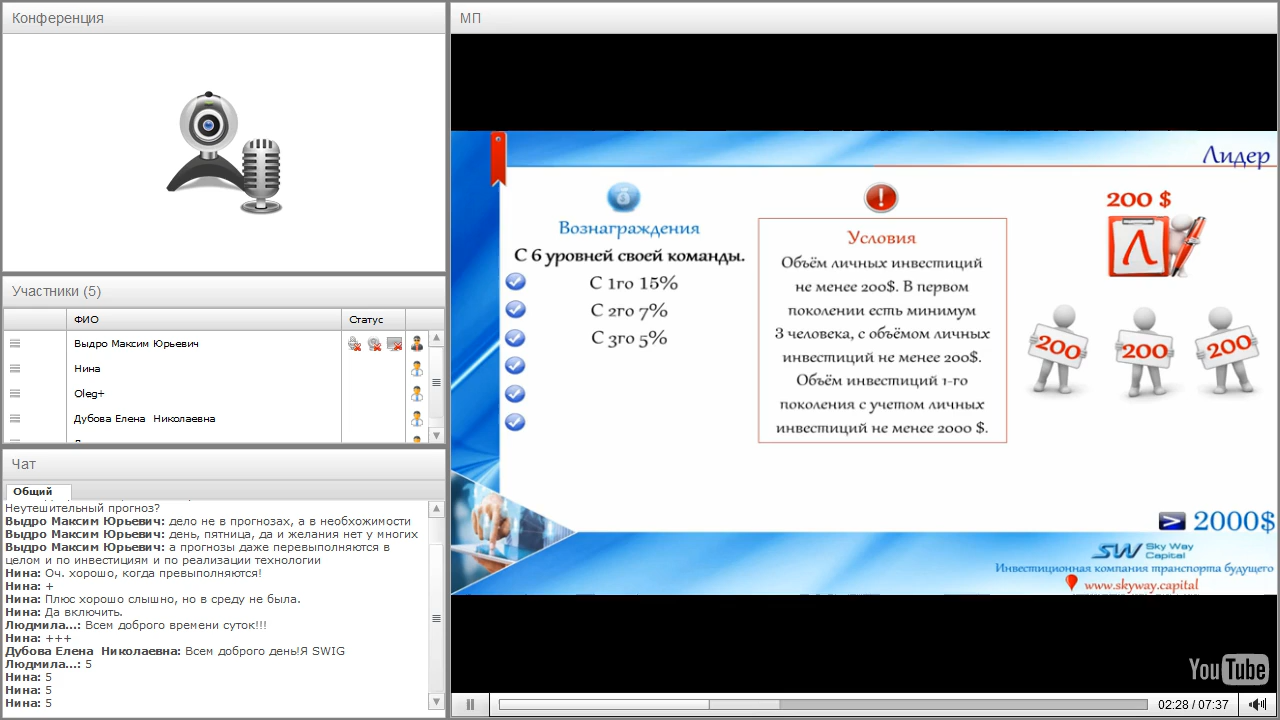 Конференция
Участники (5)
ФИО Статус
Выдро Максим Юрьевич
Нина
Oleg+
Дубова Елена Николаевна
Чат
Общий
Неутешительный прогноз?
Выдро Максим Юрьевич: дело не в прогнозах, а в необхожимости
Выдро Максим Юрьевич: день, пятница, да и желания нет у многих
Выдро Максим Юрьевич: а прогнозы даже перевыполняются в
целом и по инвестициям и по реализации технологии
Нина: Оч. хорошо, когда превыполняются!
Нина: +
Нина: Плюс хорошо слышно, но в среду не была.
Нина: Да включить.
Людмила...: Всем доброго времени суток!!!
Нина: +++
Дубова Елена Николаевна: Всем доброго день!Я SWIG
Людмила...: 5
Нина: 5
Нина: 5
Нина: 5
МП
Лидер
Вознаграждения
С 6 уровней своей команды.
С 1го 15%
С 2го 7%
С 3го 5%
!
Условия
Объём личных инвестиций
не менее 200$. В первом
поколении есть минимум
3 человека, с объёмом личных
инвестиций не менее 200$.
Объём инвестиций 1-го
поколения с учетом личных
инвестиций не менее 2000 $.
200 $
Л
200 200 200
> 2000$
SW Sky Way
Capital
Инвестиционная компания транспорта будущего
www.skyway.capital
YouTube
02:28 / 07:37